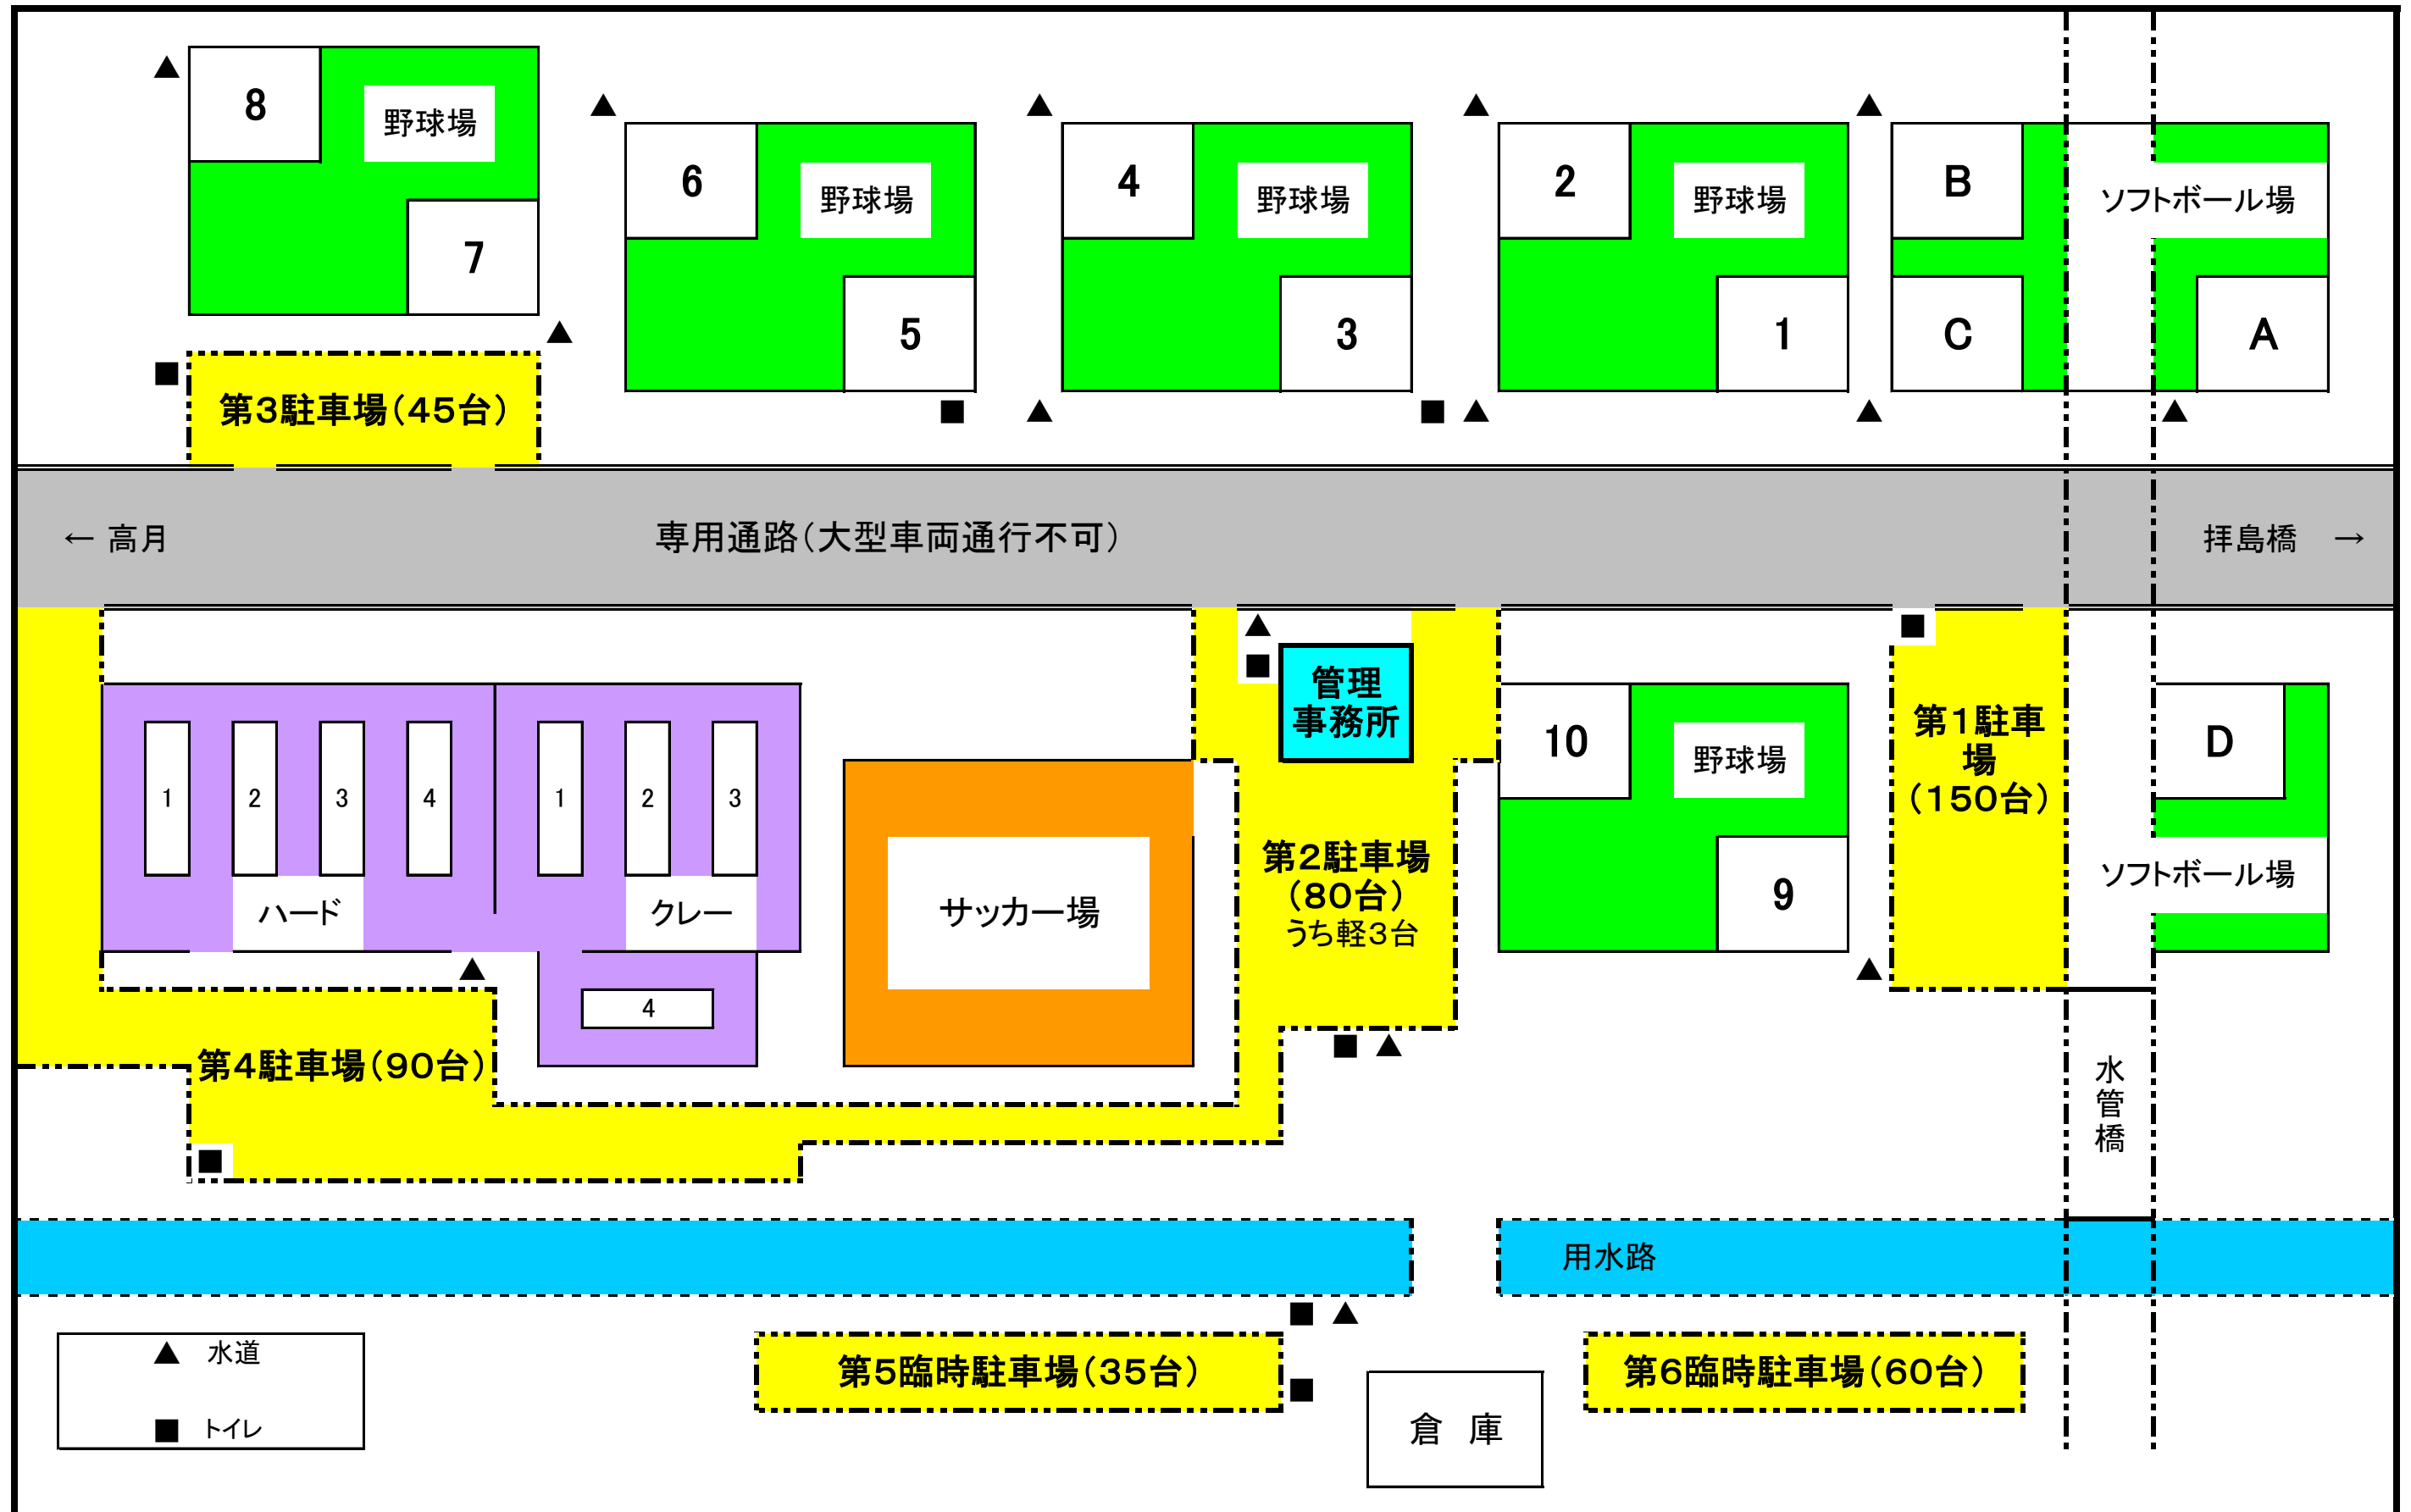 8
野球場
7
6
野球場
5
4
野球場
3
2
野球場
1
B
ソフトボール場
C
A
第3駐車場(45台)
← 高月
専用通路(大型車両通行不可)
拝島橋 →
管理
事務所
1
2
3
4
ハード
1
2
3
クレー
4
サッカー場
第2駐車場
(80台)
うち軽3台
10
野球場
9
第1駐車
場
(150台)
D
ソフトボール場
第4駐車場(90台)
水管橋
用水路
▲ 水道
■ トイレ
第5臨時駐車場(35台)
倉 庫
第6臨時駐車場(60台)